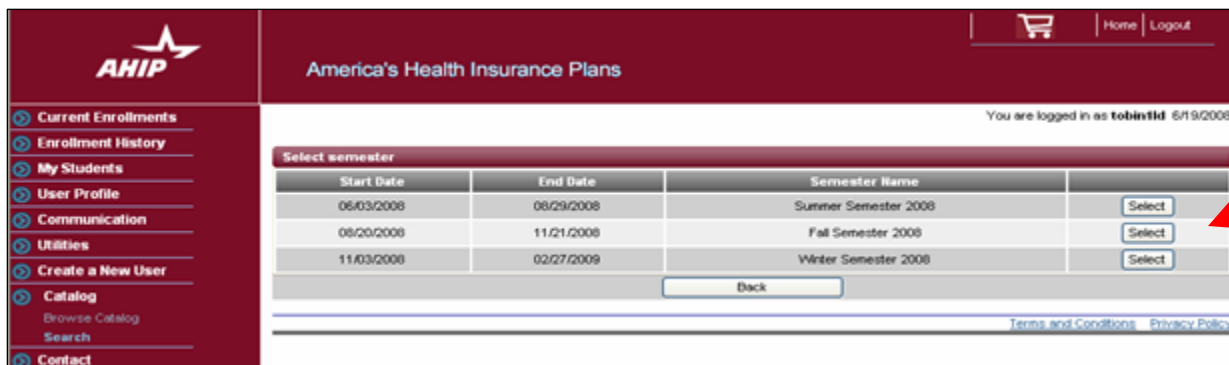 Home | Logout
AHIP
America's Health Insurance Plans
Current Enrollments
You are logged in as tobin1ld 6/19/2008
Enrollment History
My Students
Select semester
User Profile
Start Date End Date Semester Name
Communication
06/03/2008 08/29/2008 Summer Semester 2008 Select
Utilities
08/20/2008 11/21/2008 Fall Semester 2008 Select
Create a New User
11/03/2008 02/27/2009 Winter Semester 2008 Select
Catalog
Back
Browse Catalog
Terms and Conditions Privacy Policy
Search
Contact